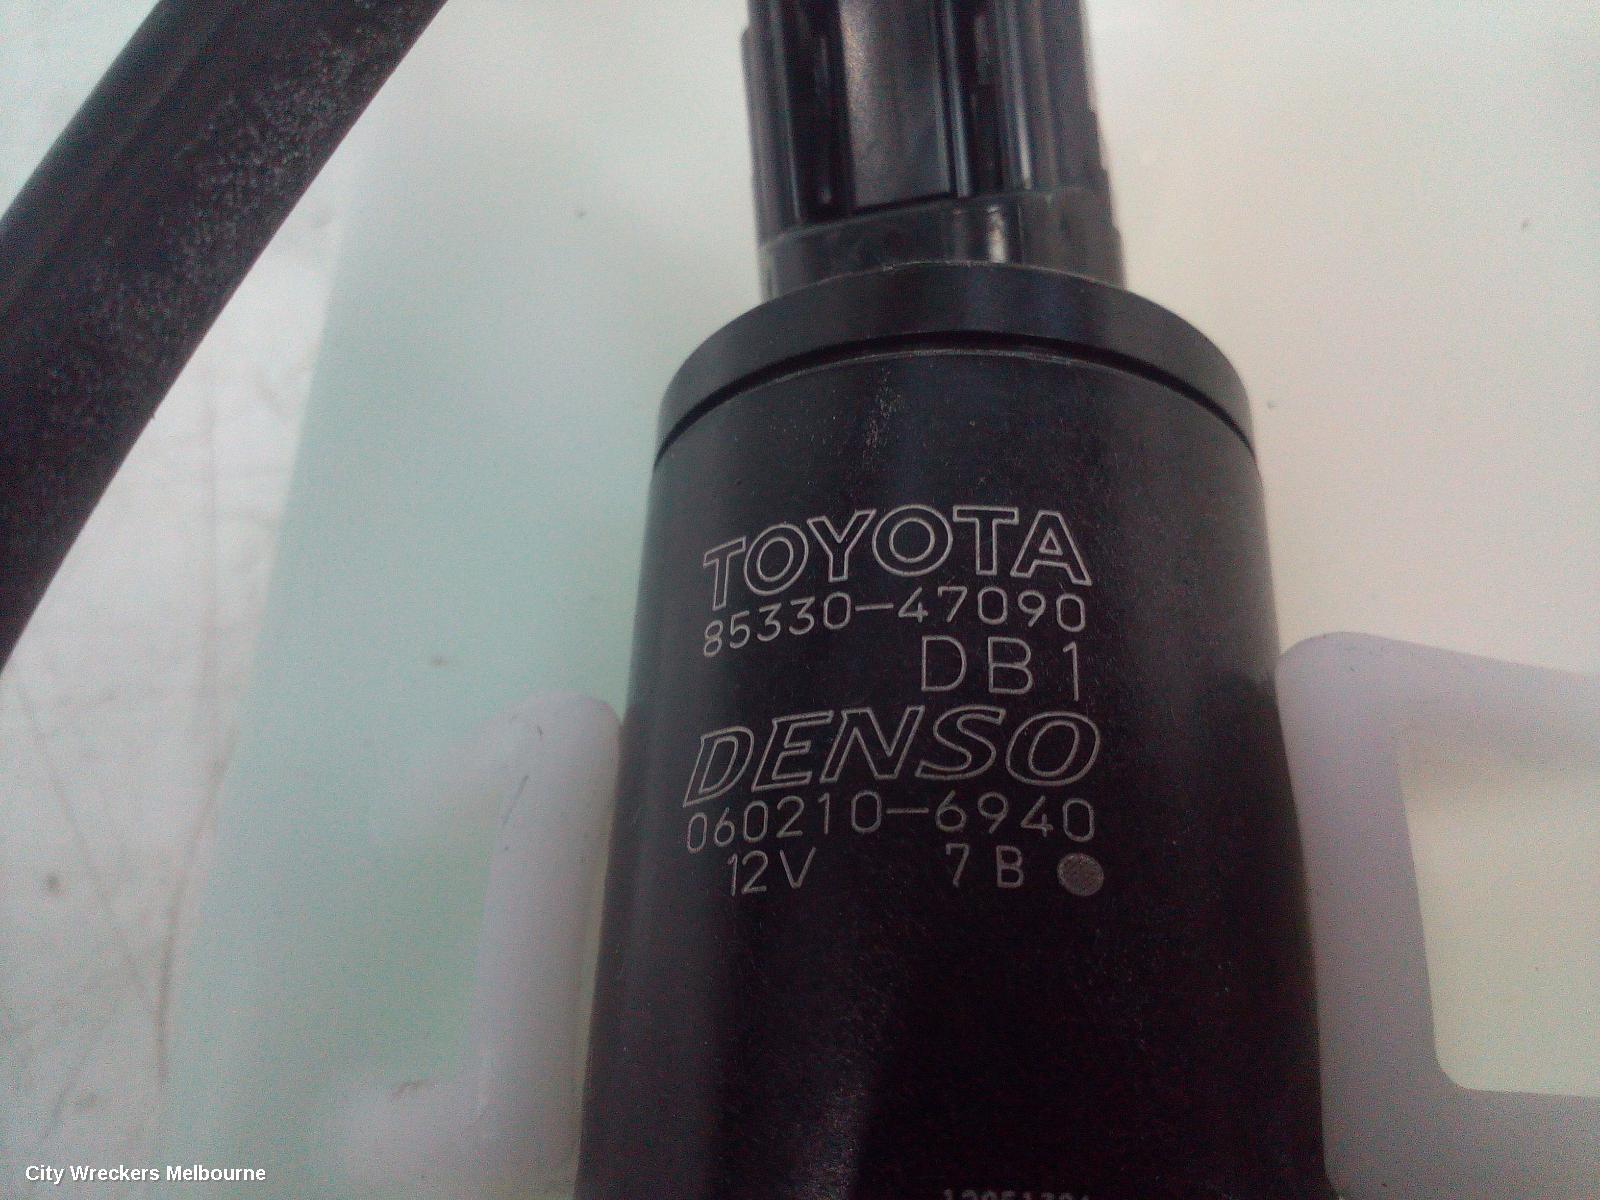 TOYOTA
85330-47090
DB1
DENSO
060210-6940
12V 7B
City Wreckers Melbourne